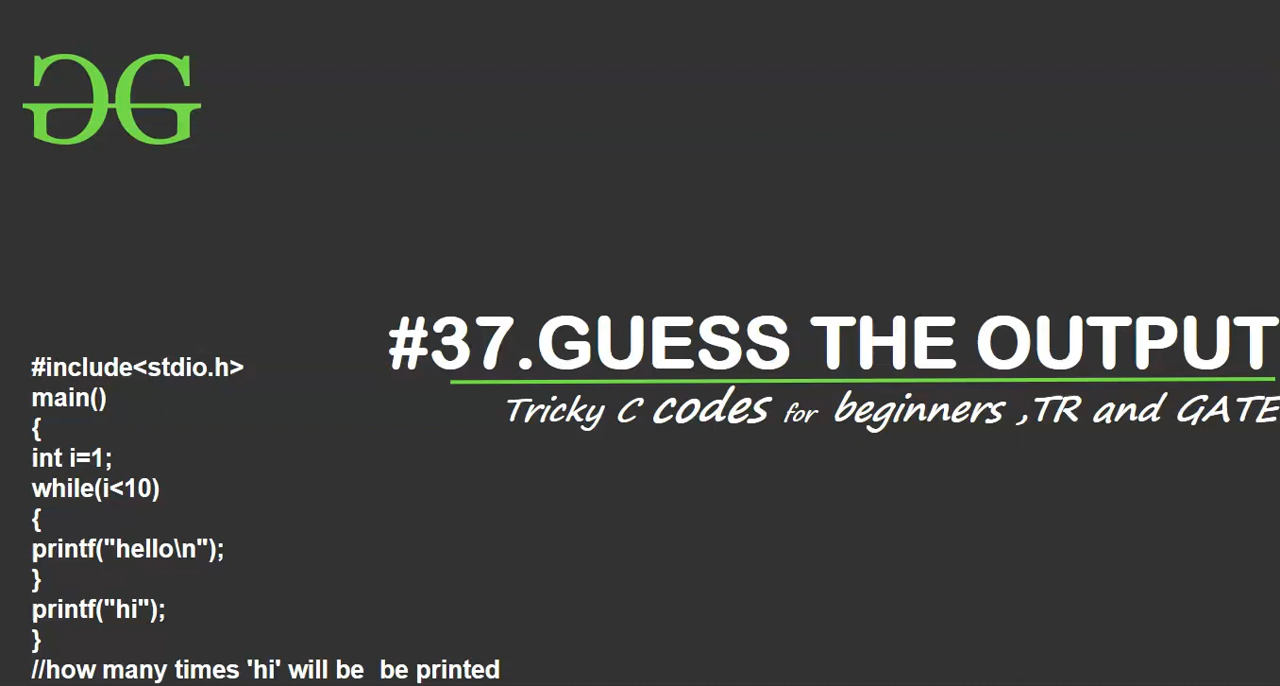 #37.GUESS THE OUTPUT
Tricky C codes for beginners ,TR and GATE
#include<stdio.h>
main()
{
int i=1;
while(i<10)
{
printf("hello\n");
}
printf("hi");
}
//how many times 'hi' will be  be printed